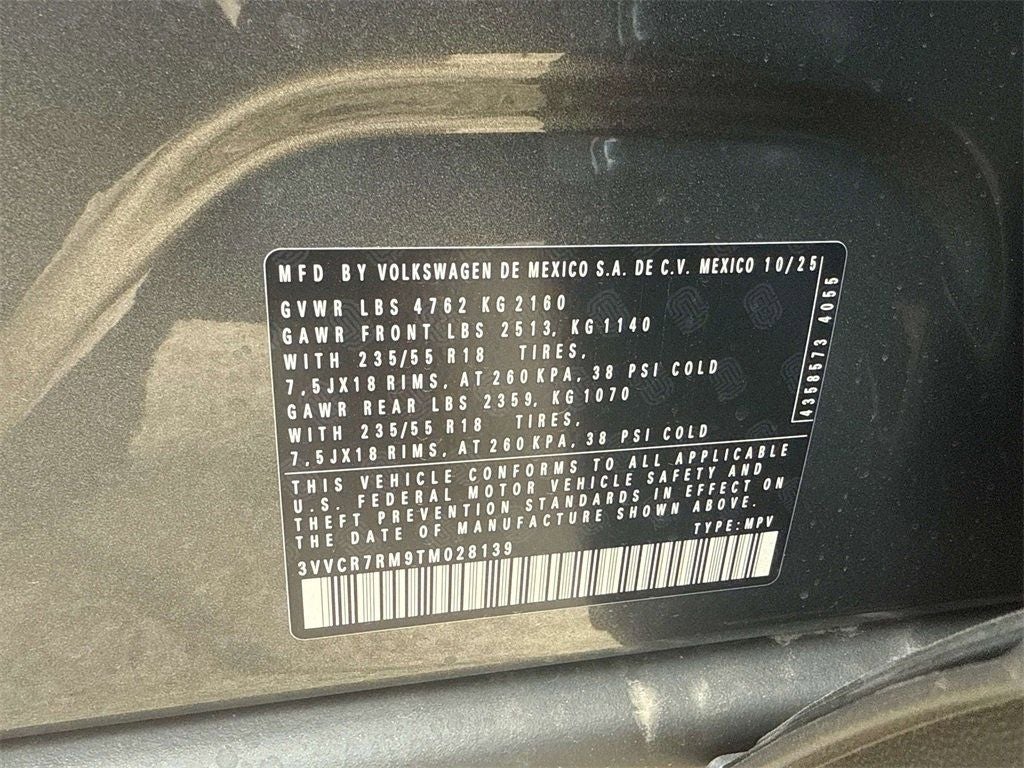 MFD BY VOLKSWAGEN DE MEXICO S.A. DE C.V. MEXICO 10/25
GVWR LBS 4762 KG 2160
GAWR FRONT LBS 2513, KG 1140
WITH 235/55 R18 TIRES,
7,5JX18 RIMS, AT 260 KPA, 38 PSI COLD
GAWR REAR LBS 2359, KG 1070
WITH 235/55 R18 TIRES,
7,5JX18 RIMS, AT 260 KPA, 38 PSI COLD
4358573 4055
THIS VEHICLE CONFORMS TO ALL APPLICABLE
U.S. FEDERAL MOTOR VEHICLE SAFETY AND
THEFT PREVENTION STANDARDS IN EFFECT ON
THE DATE OF MANUFACTURE SHOWN ABOVE.
TYPE: MPV
3VVCR7RM9TM028139